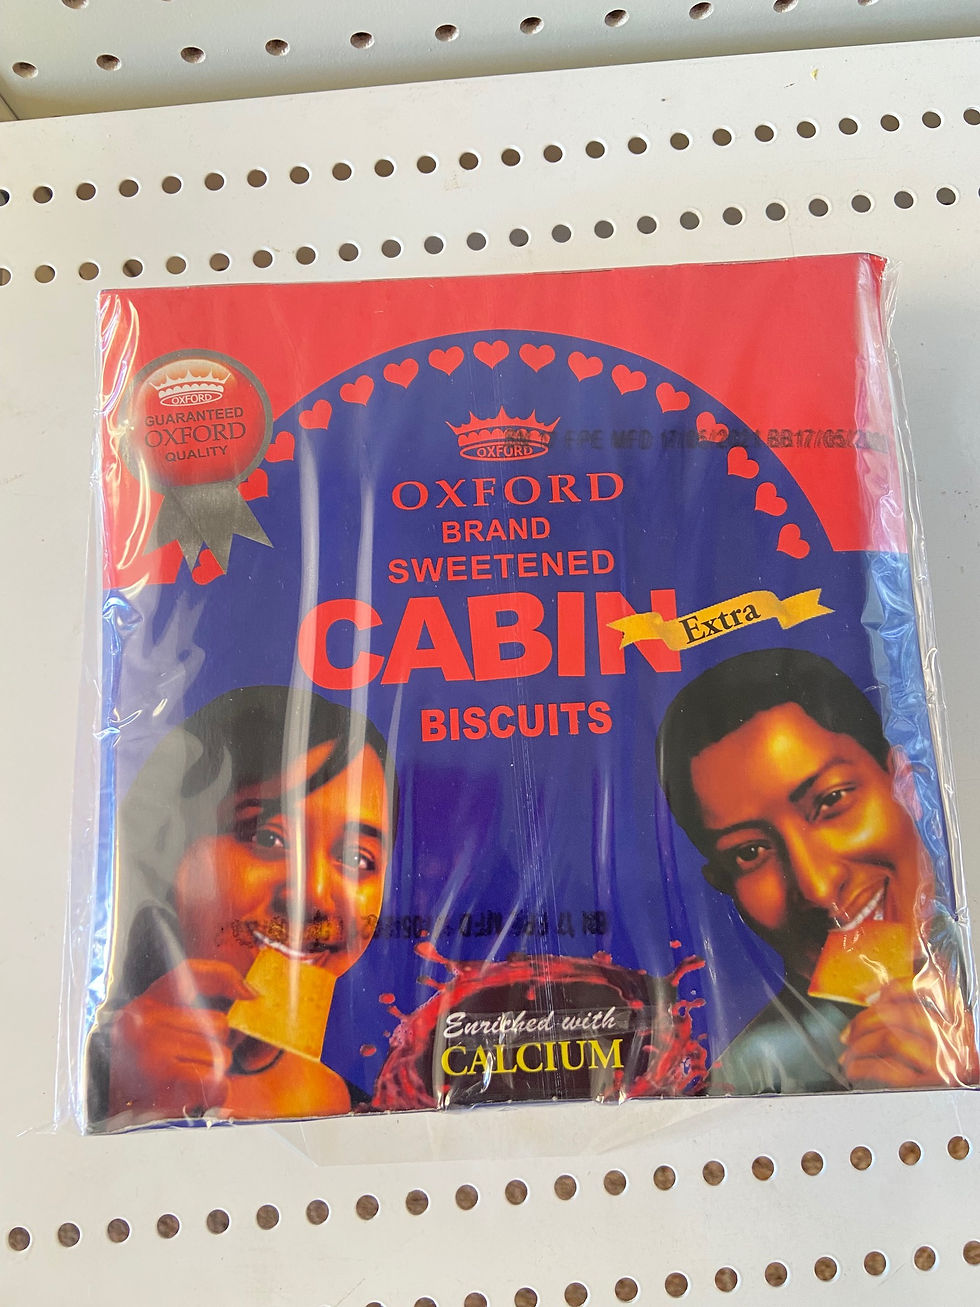 OXFORD
GUARANTEED
OXFORD
QUALITY
OXFORD
OXFORD
BRAND
SWEETENED
CABIN
Extra
BISCUITS
Enriched with
CALCIUM